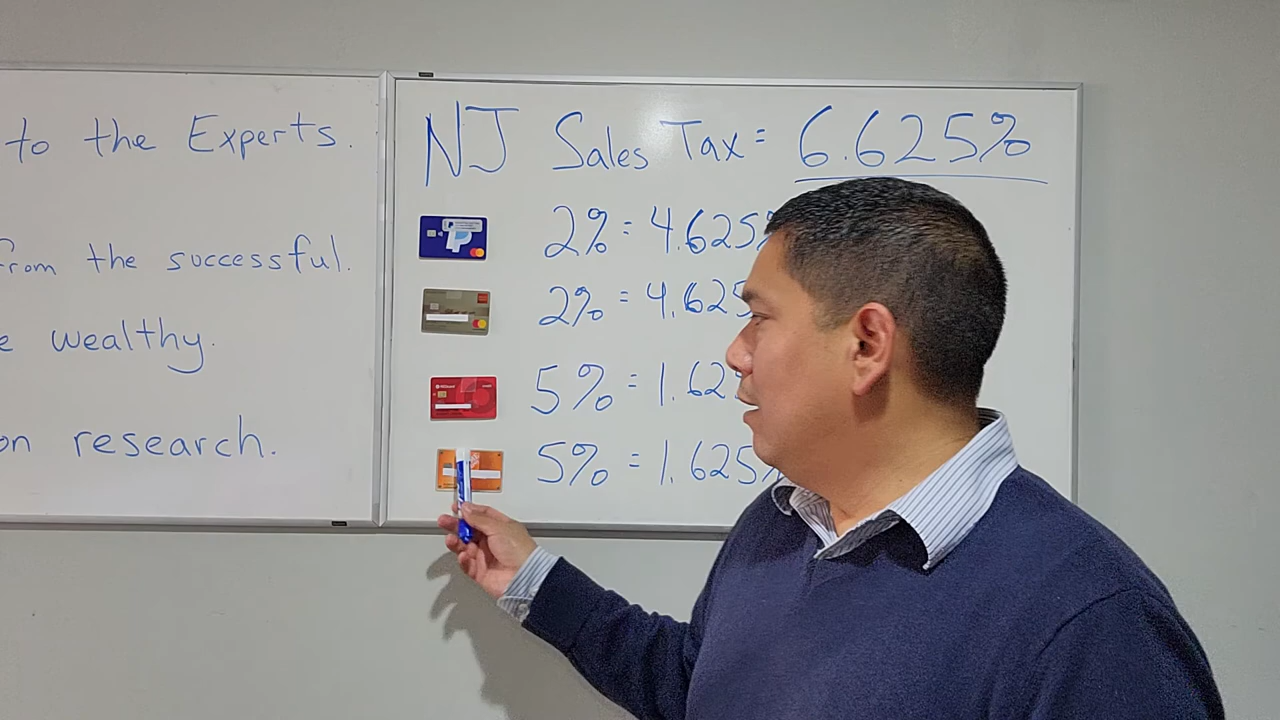 to the Experts.
from the successful.
wealthy.
on research.
NJ Sales Tax = 6.625%
2% = 4.625%
2% = 4.625
5% = 1.62
5% = 1.625%